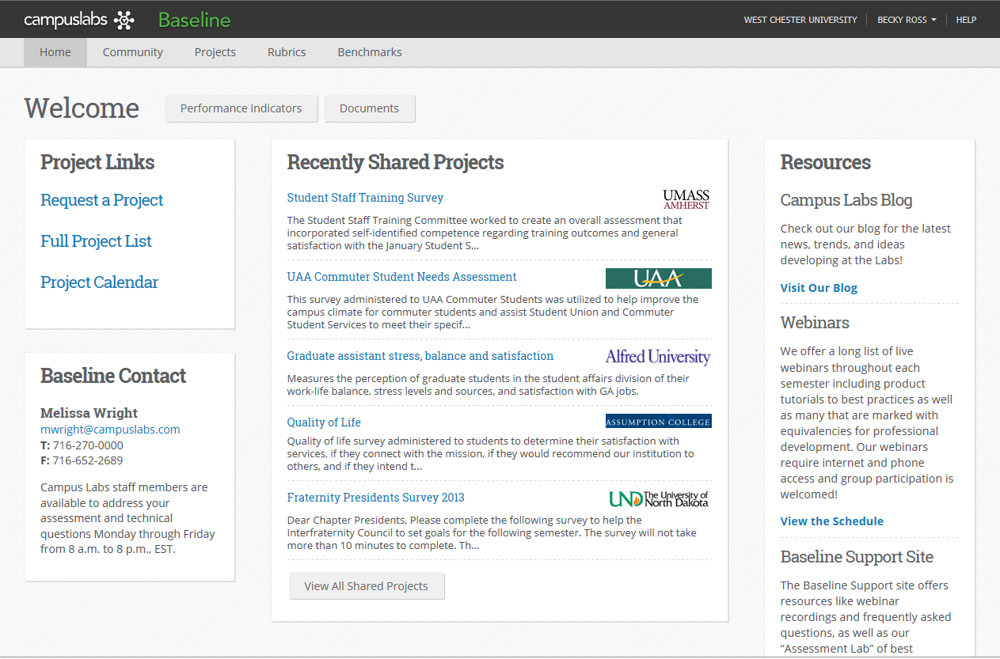 campuslabs Baseline
WEST CHESTER UNIVERSITY BECKY ROSS HELP
Home Community Projects Rubrics Benchmarks
Welcome
Performance Indicators
Documents
Project Links
Request a Project
Full Project List
Project Calendar
Baseline Contact
Melissa Wright
mwright@campuslabs.com
T: 716-270-0000
F: 716-652-2689
Campus Labs staff members are
available to address your
assessment and technical
questions Monday through Friday
from 8 a.m. to 8 p.m., EST.
Recently Shared Projects
Student Staff Training Survey
UMASS
AMHERST
The Student Staff Training Committee worked to create an overall assessment that
incorporated self-identified competence regarding training outcomes and general
satisfaction with the January Student S...
UAA Commuter Student Needs Assessment
UAA
This survey administered to UAA Commuter Students was utilized to help improve the
campus climate for commuter students and assist Student Union and Commuter
Student Services to meet their specif...
Graduate assistant stress, balance and satisfaction
Alfred University
Measures the perception of graduate students in the student affairs division of their
work-life balance, stress levels and sources, and satisfaction with GA jobs.
Quality of Life
ASSUMPTION COLLEGE
Quality of life survey administered to students to determine their satisfaction with
services, if they connect with the mission, if they would recommend our institution to
others, and if they intend t...
Fraternity Presidents Survey 2013
UND The University of
North Dakota
Dear Chapter Presidents, Please complete the following survey to help the
Interfraternity Council to set goals for the following semester. The survey will not take
more than 10 minutes to complete. Th...
View All Shared Projects
Resources
Campus Labs Blog
Check out our blog for the latest
news, trends, and ideas
developing at the Labs!
Visit Our Blog
Webinars
We offer a long list of live
webinars throughout each
semester including product
tutorials to best practices as well
as many that are marked with
equivalencies for professional
development. Our webinars
require internet and phone
access and group participation is
welcomed!
View the Schedule
Baseline Support Site
The Baseline Support site offers
resources like webinar
recordings and frequently asked
questions, as well as our
“Assessment Lab” of best